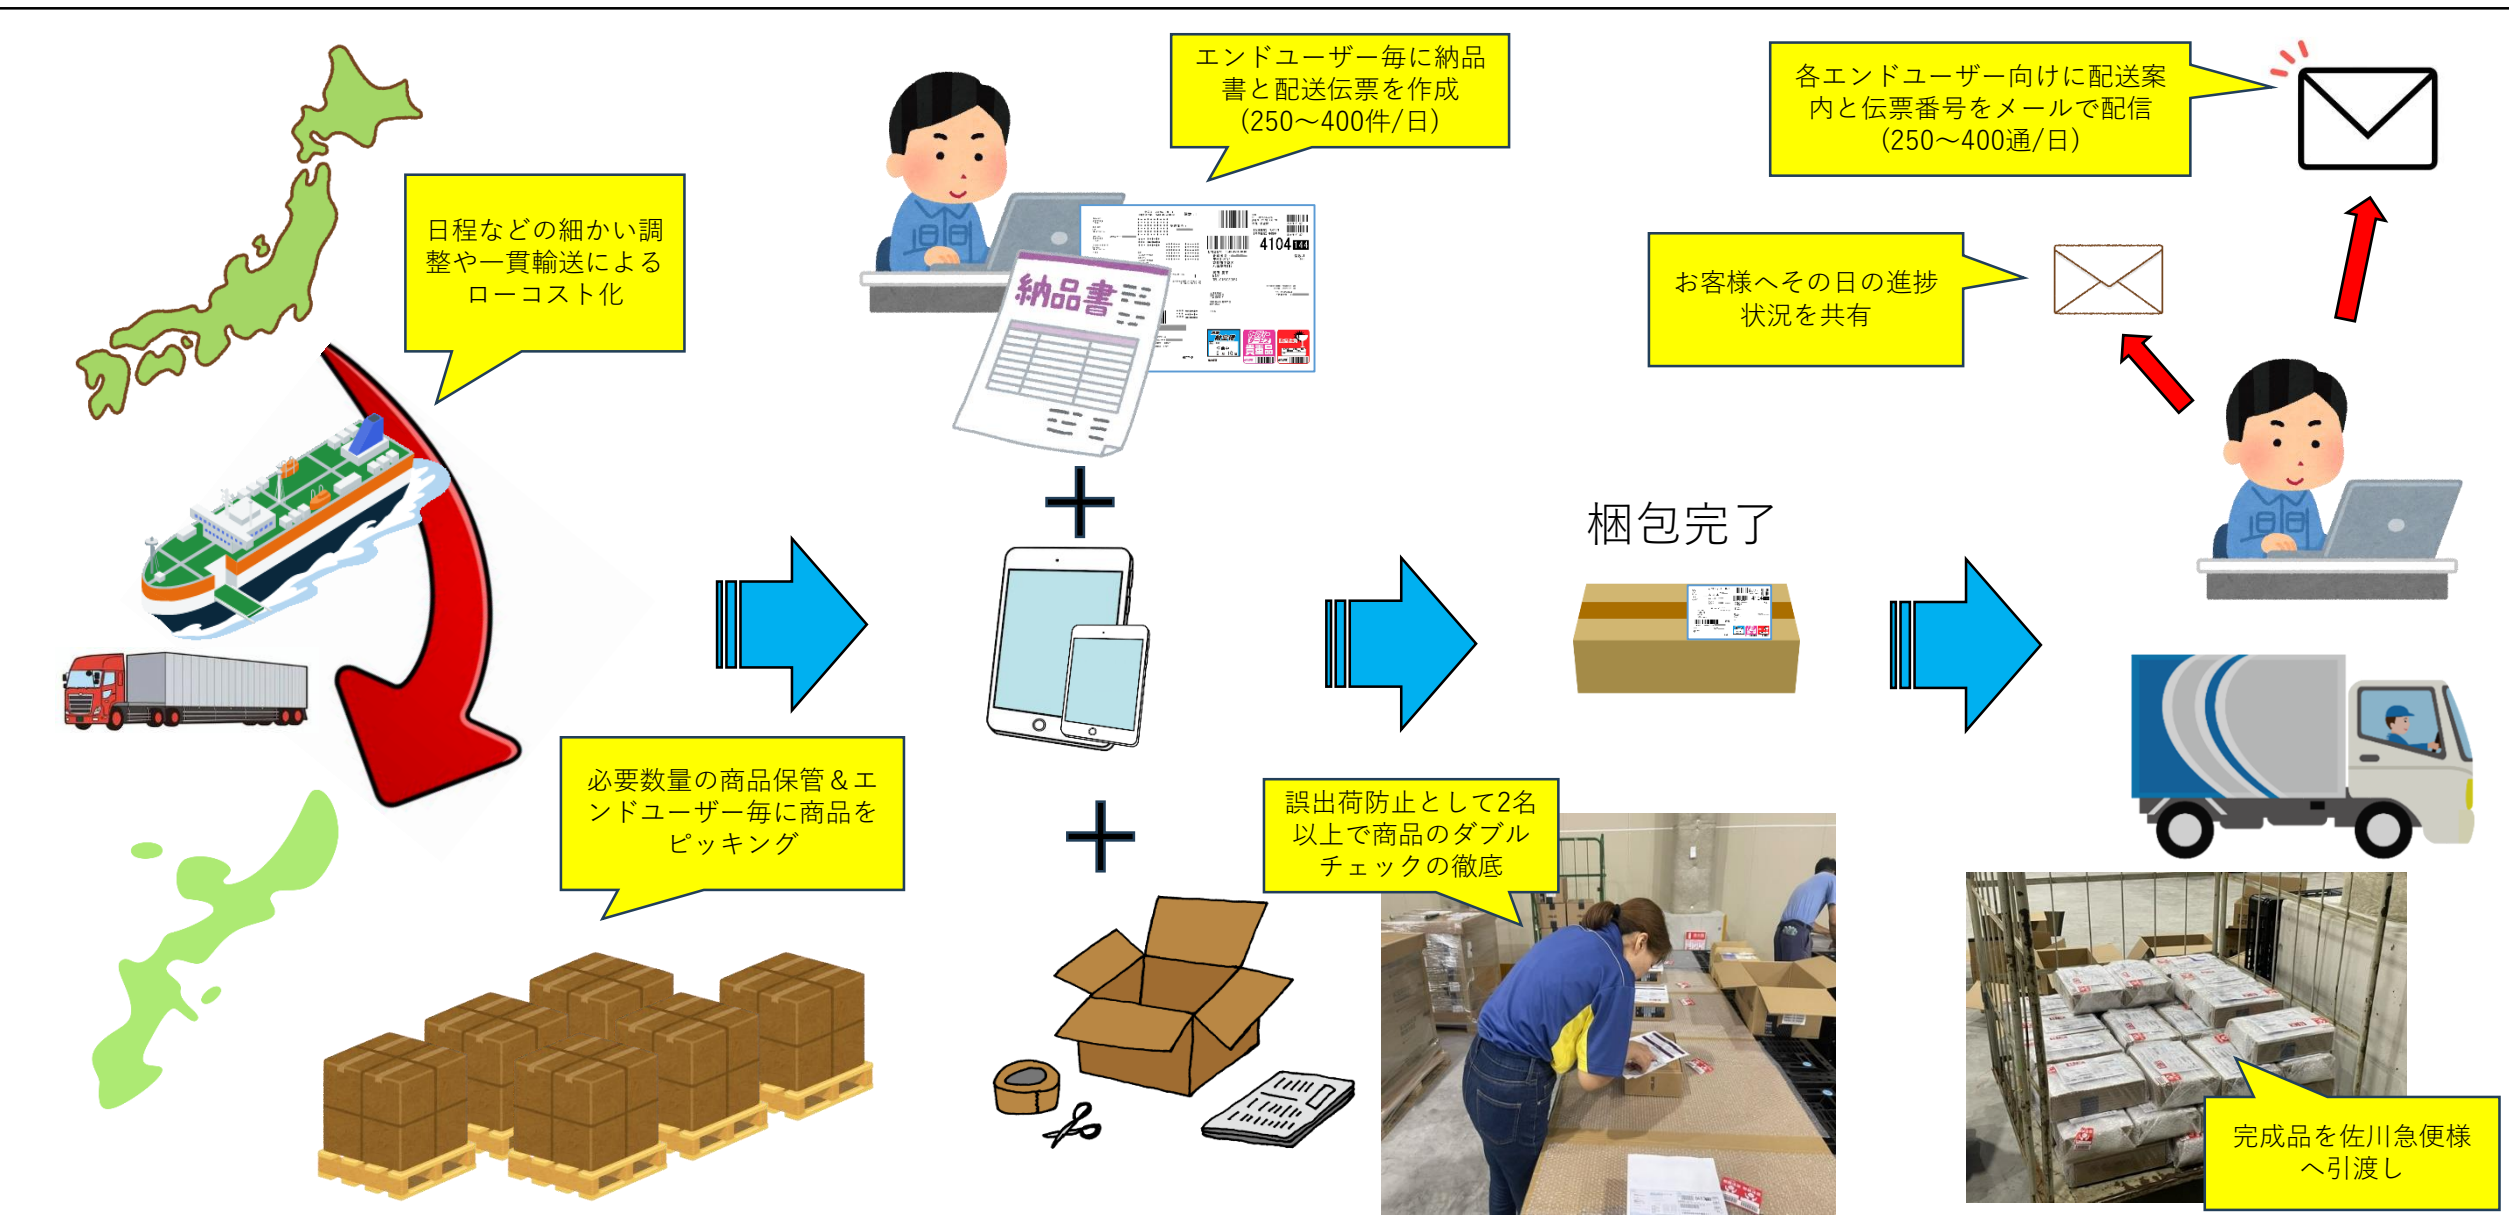 日程などの細かい調
整や一貫輸送による
ローコスト化
エンドユーザー毎に納品
書と配送伝票を作成
(250～400件/日)
4104 144
納品書
必要数量の商品保管＆エ
ンドユーザー毎に商品を
ピッキング
梱包完了
誤出荷防止として2名
以上で商品のダブル
チェックの徹底
各エンドユーザー向けに配送案
内と伝票番号をメールで配信
(250～400通/日)
お客様へその日の進捗
状況を共有
完成品を佐川急便様
へ引渡し